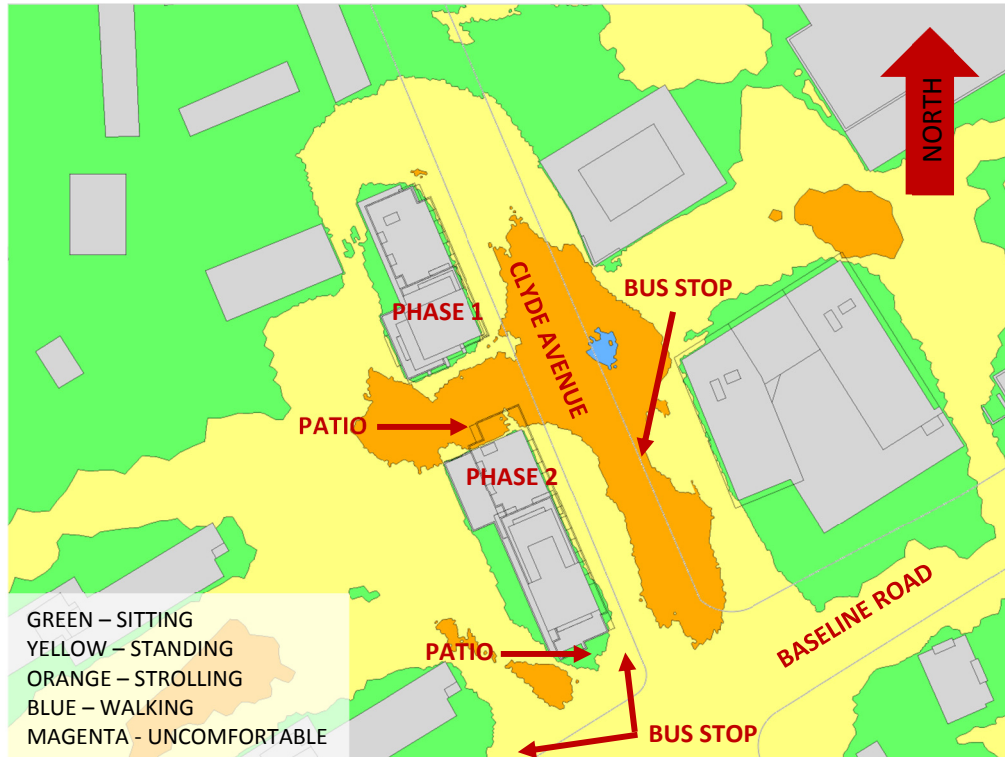 NORTH
CLYDE AVENUE
BUS STOP
PHASE 1
PATIO
PHASE 2
BASELINE ROAD
GREEN – SITTING
YELLOW – STANDING
ORANGE – STROLLING
BLUE – WALKING
MAGENTA - UNCOMFORTABLE
PATIO
BUS STOP